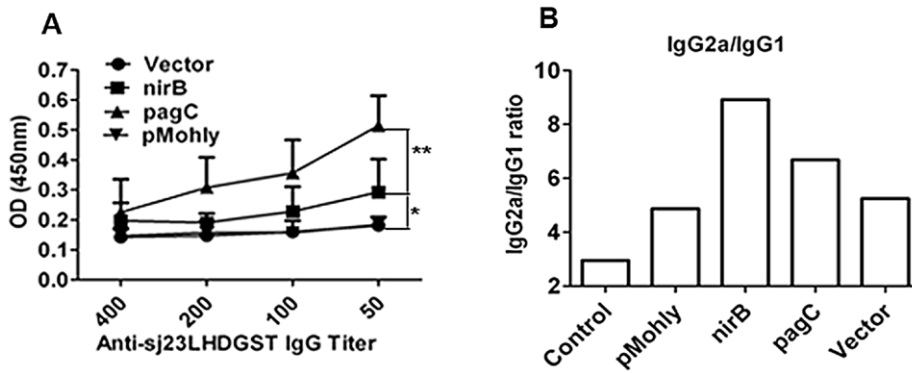 A
Vector
nirB
pagC
pMohly
0.7
0.6
0.5
0.4
0.3
0.2
0.1
0.0
OD (450nm)
**
*
400
200
100
50
Anti-sj23LHDGST IgG Titer
B
IgG2a/IgG1
10
8
6
4
2
IgG2a/IgG1 ratio
Control
pMohly
nirB
pagC
Vector